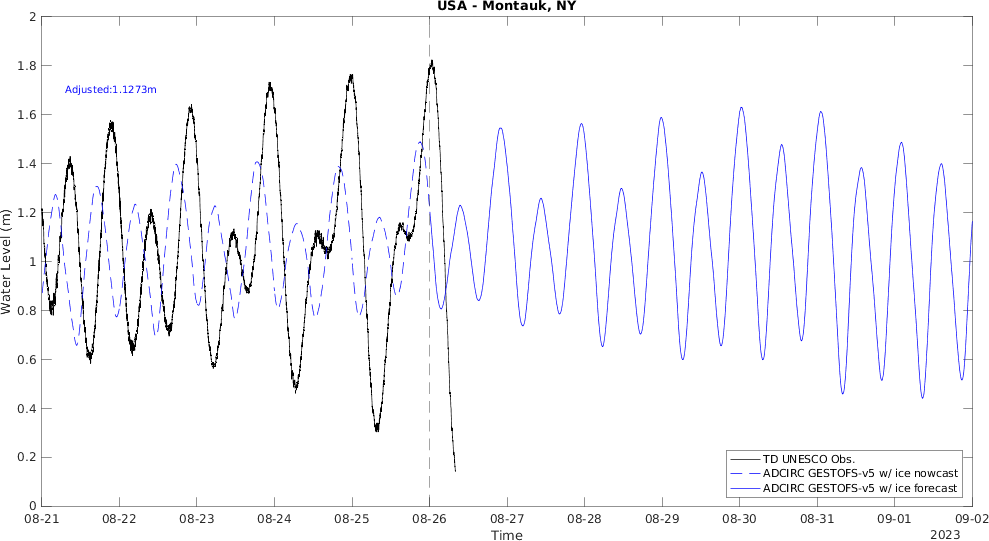 USA - Montauk, NY
2
1.8
1.6
1.4
1.2
1
0.8
0.6
0.4
0.2
0
Water Level (m)
Adjusted:1.1273m
TD UNESCO Obs.
ADCIRC GESTOFS-v5 w/ ice nowcast
ADCIRC GESTOFS-v5 w/ ice forecast
08-21 08-22 08-23 08-24 08-25 08-26 08-27 08-28 08-29 08-30 08-31 09-01 09-02
Time
2023